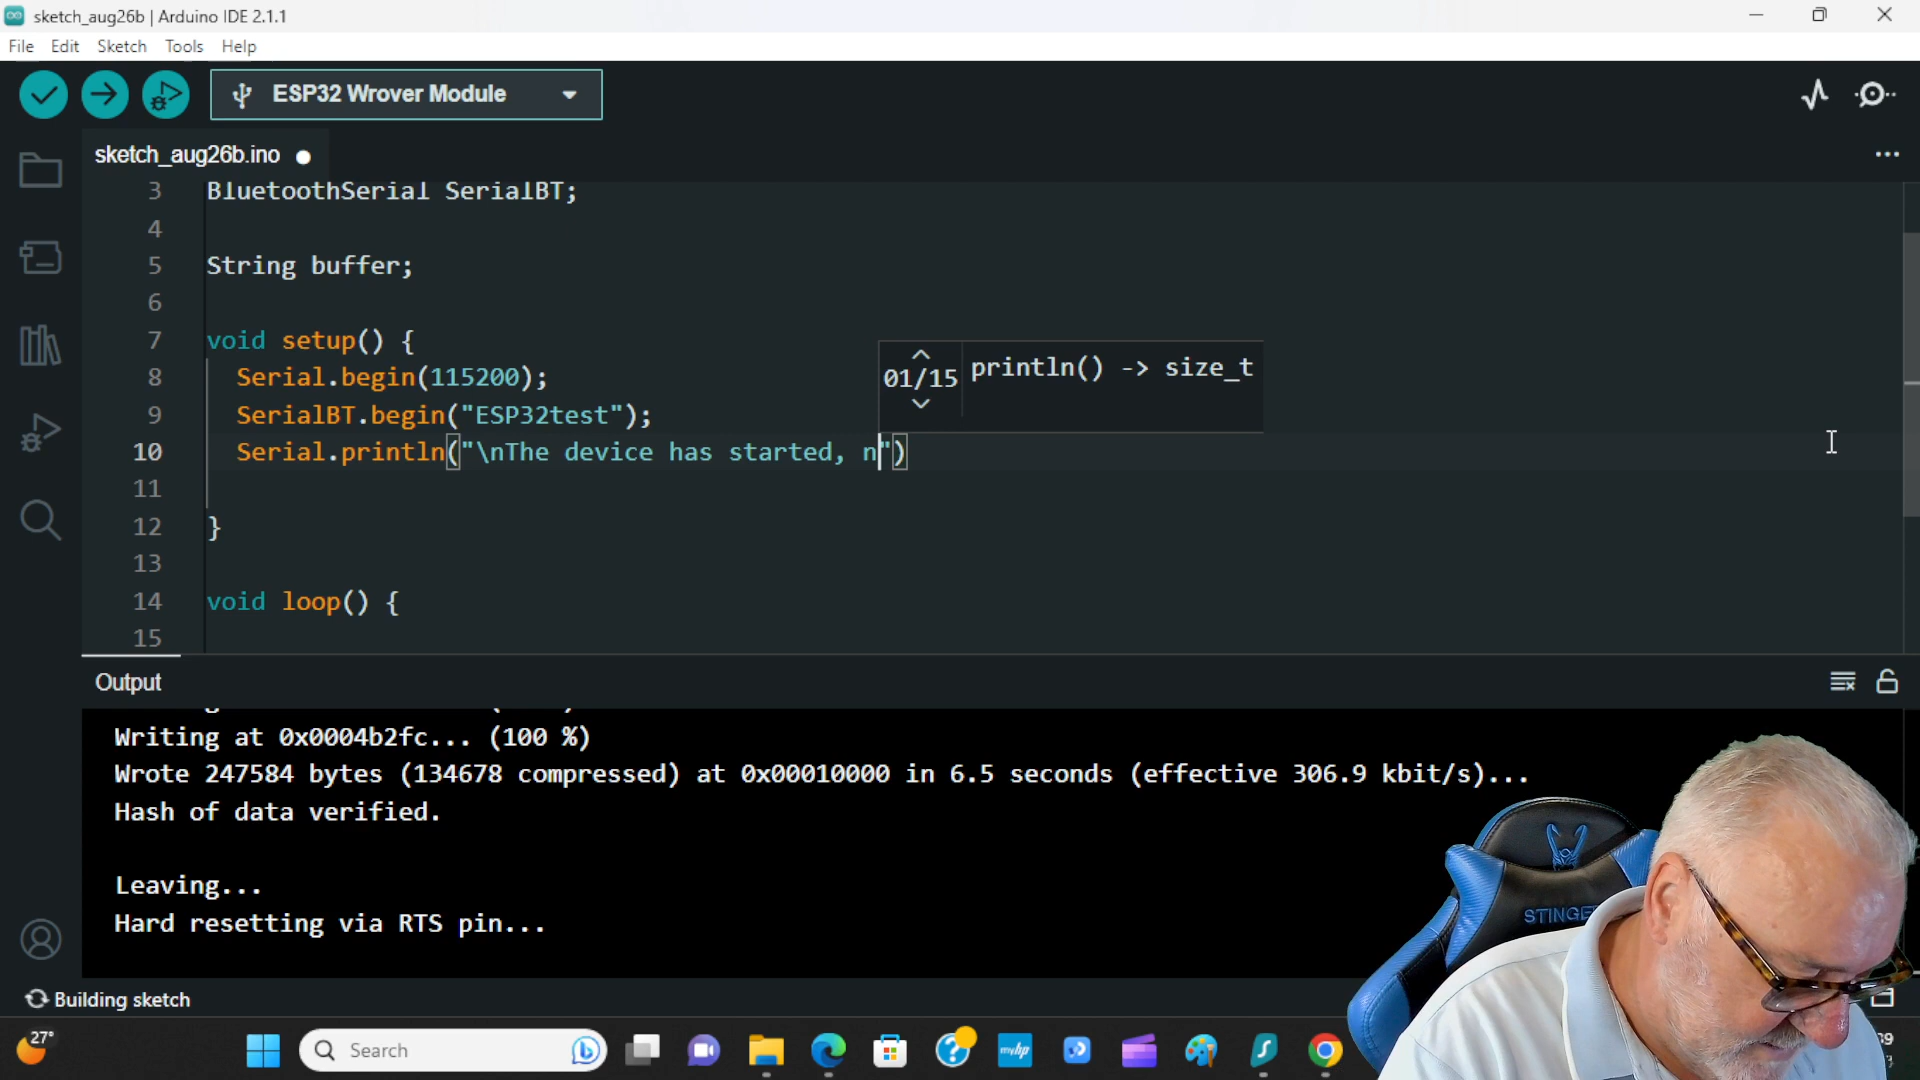 sketch_aug26b | Arduino IDE 2.1.1
File Edit Sketch Tools Help
ESP32 Wrover Module
sketch_aug26b.ino
3 BluetoothSerial SerialBT;
4
5 String buffer;
6
7 void setup() {
8 Serial.begin(115200);
9 SerialBT.begin("ESP32test");
10 Serial.println("\nThe device has started, n")
11
12 }
13
14 void loop() {
15
01/15 println() -> size_t
Output
Writing at 0x0004b2fc... (100 %)
Wrote 247584 bytes (134678 compressed) at 0x00010000 in 6.5 seconds (effective 306.9 kbit/s)...
Hash of data verified.
Leaving...
Hard resetting via RTS pin...
STINGE
Building sketch
27°
Search
myhp